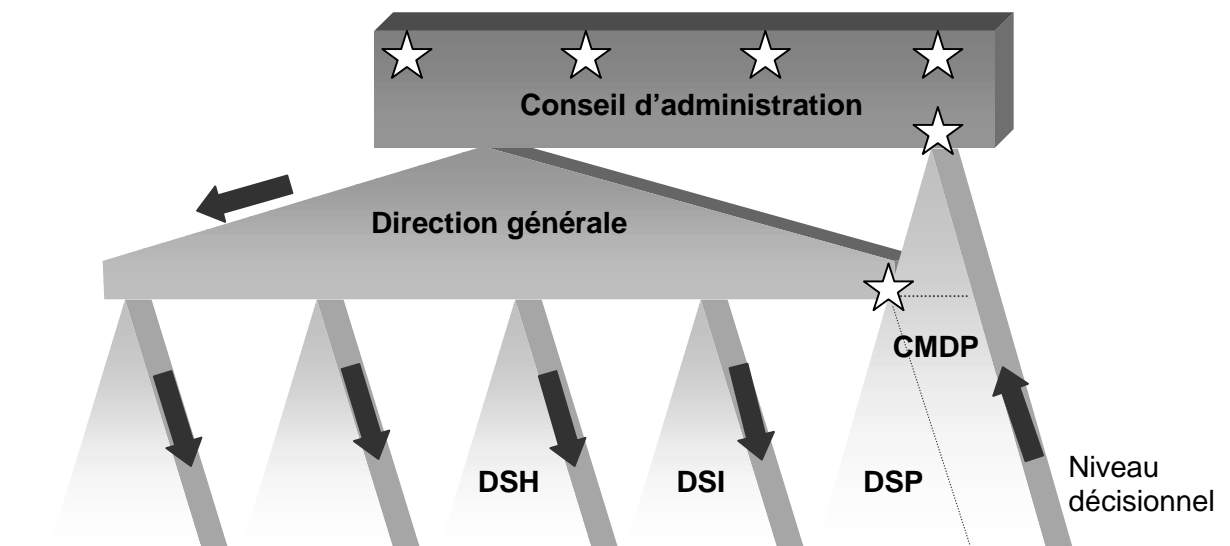 Conseil d'administration
Direction générale
CMDP
DSH
DSI
DSP
Niveau
décisionnel